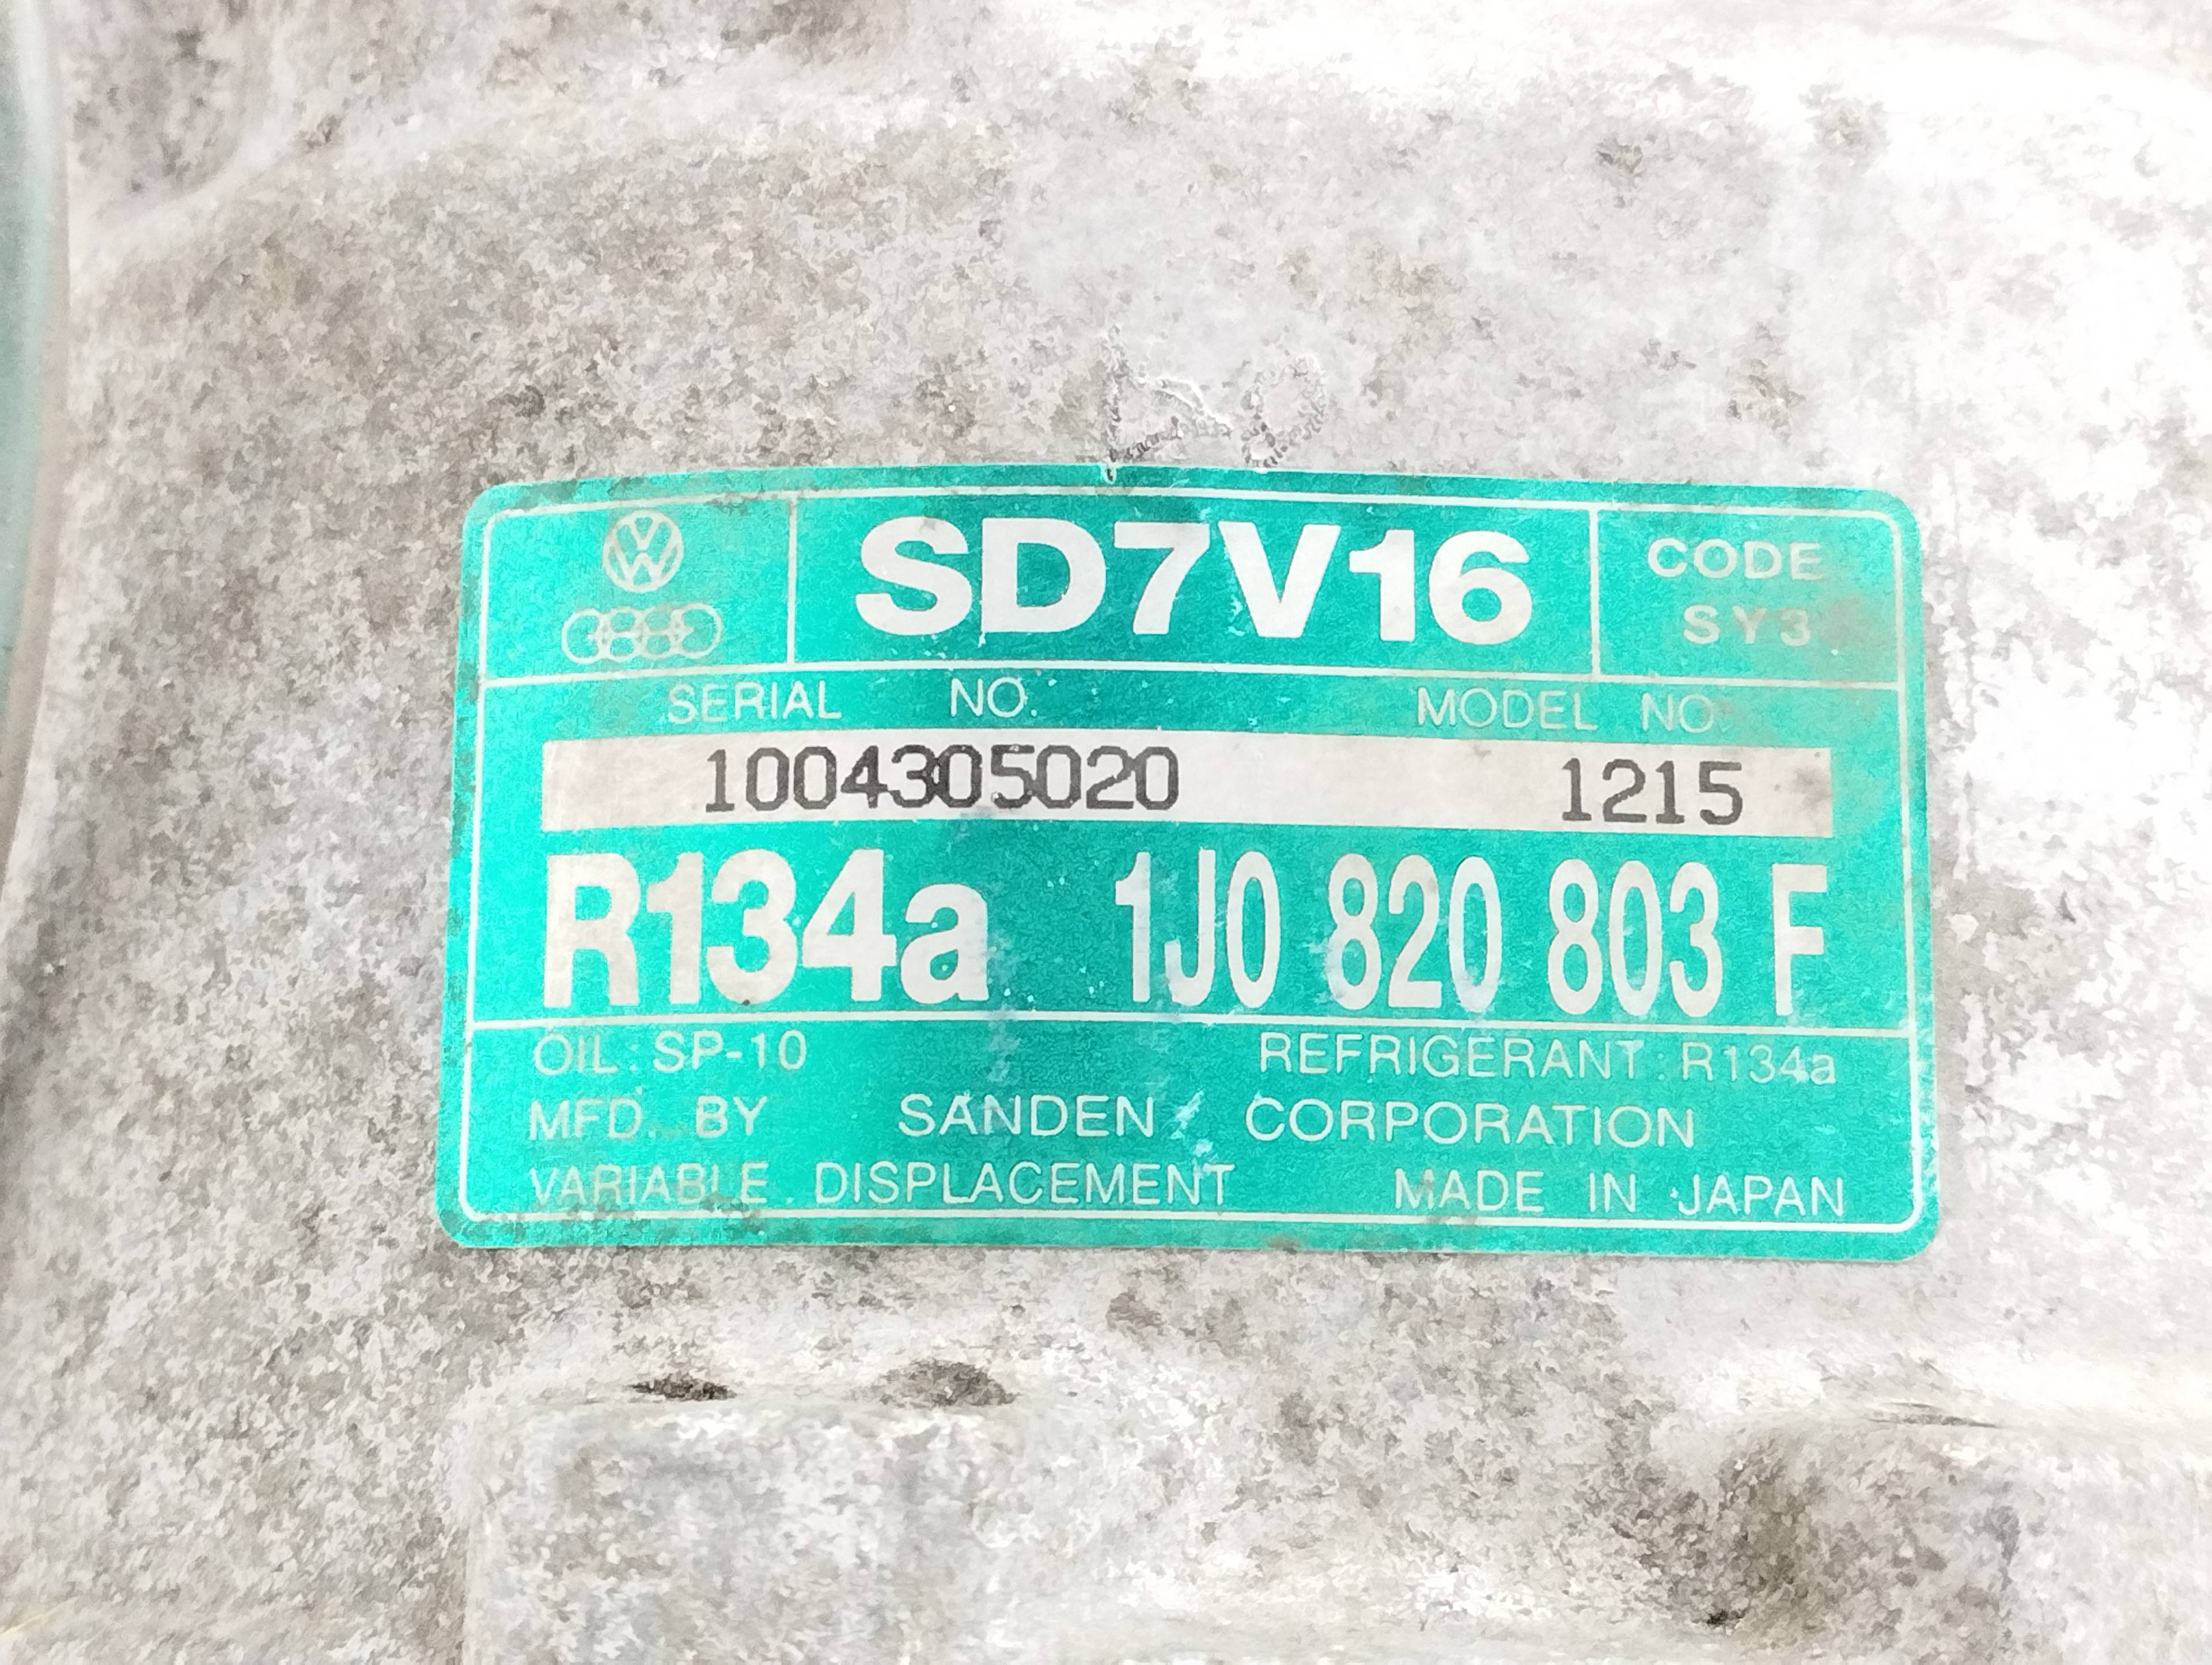 SD7V16
CODE
SY3
SERIAL NO.
MODEL NO.
1004305020
1215
R134a 1J0 820 803 F
OIL: SP-10
REFRIGERANT: R134a
MFD. BY SANDEN CORPORATION
VARIABLE DISPLACEMENT MADE IN JAPAN